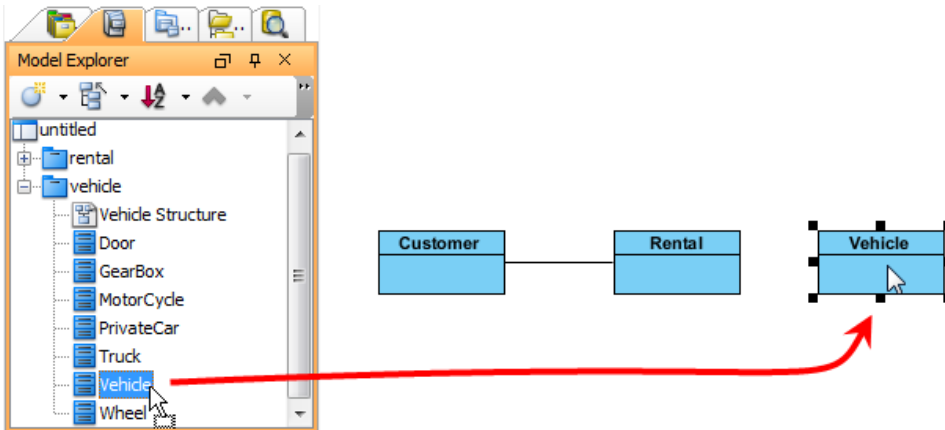 Model Explorer
untitled
rental
vehicle
Vehicle Structure
Door
GearBox
MotorCycle
PrivateCar
Truck
Vehicle
Wheel
Customer
Rental
Vehicle